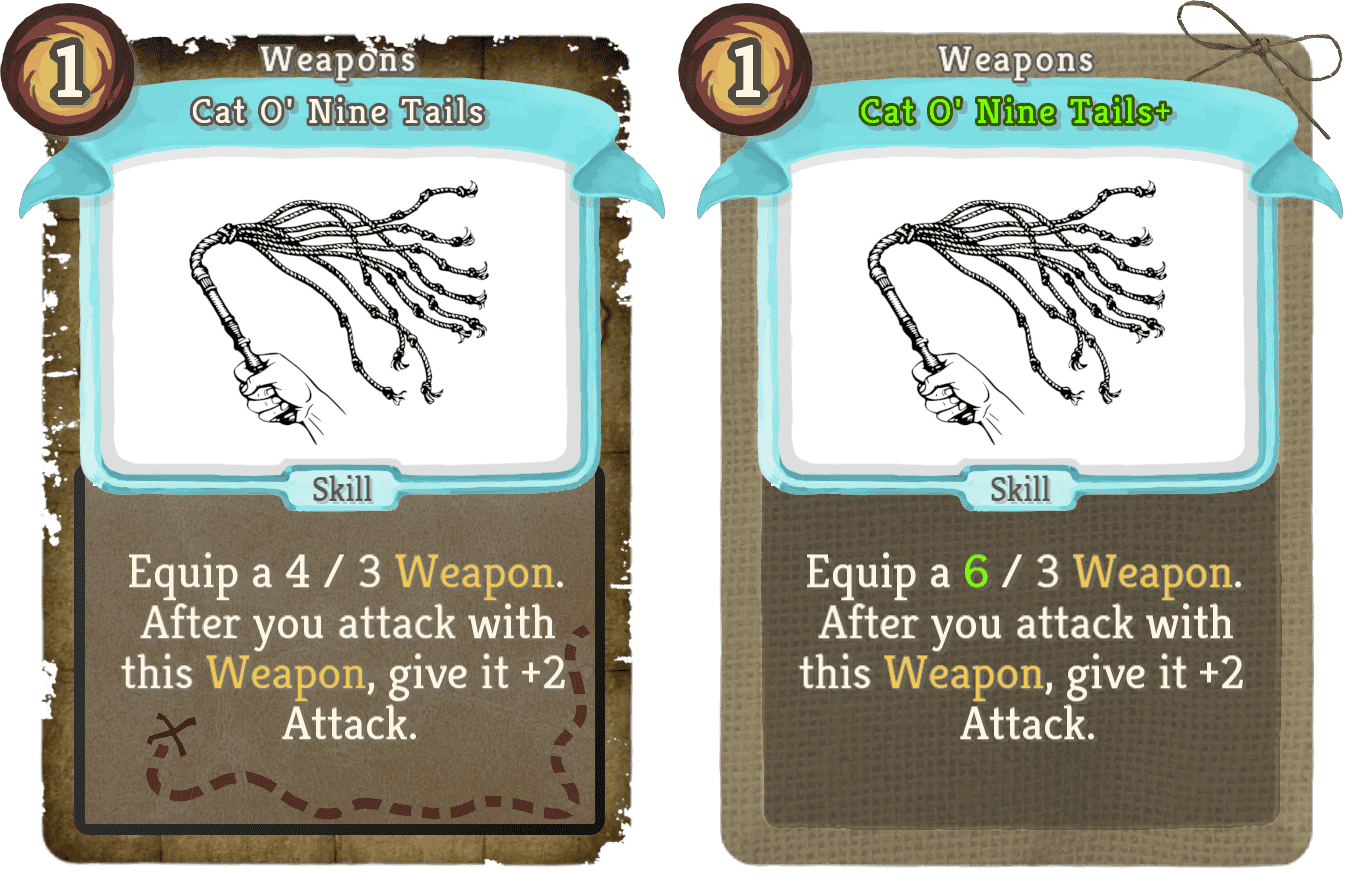 1
Weapons
Cat O' Nine Tails
Skill
Equip a 4 / 3 Weapon.
After you attack with
this Weapon, give it +2
Attack.
1
Weapons
Cat O' Nine Tails+
Skill
Equip a 6 / 3 Weapon.
After you attack with
this Weapon, give it +2
Attack.